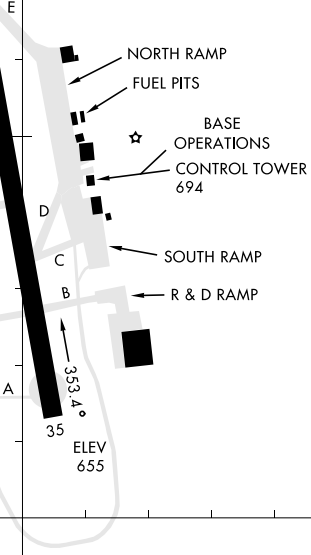 E
NORTH RAMP
FUEL PITS
BASE
OPERATIONS
CONTROL TOWER
694
D
SOUTH RAMP
C
B
R & D RAMP
A
353.4°
35
ELEV
655